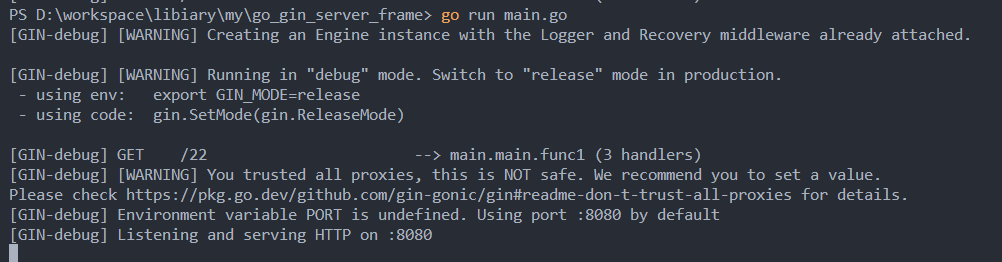 PS D:\workspace\libiary\my\go_gin_server_frame> go run main.go
[GIN-debug] [WARNING] Creating an Engine instance with the Logger and Recovery middleware already attached.
[GIN-debug] [WARNING] Running in "debug" mode. Switch to "release" mode in production.
 - using env:   export GIN_MODE=release
 - using code:  gin.SetMode(gin.ReleaseMode)
[GIN-debug] GET    /22                       --> main.main.func1 (3 handlers)
[GIN-debug] [WARNING] You trusted all proxies, this is NOT safe. We recommend you to set a value.
Please check https://pkg.go.dev/github.com/gin-gonic/gin#readme-don-t-trust-all-proxies for details.
[GIN-debug] Environment variable PORT is undefined. Using port :8080 by default
[GIN-debug] Listening and serving HTTP on :8080